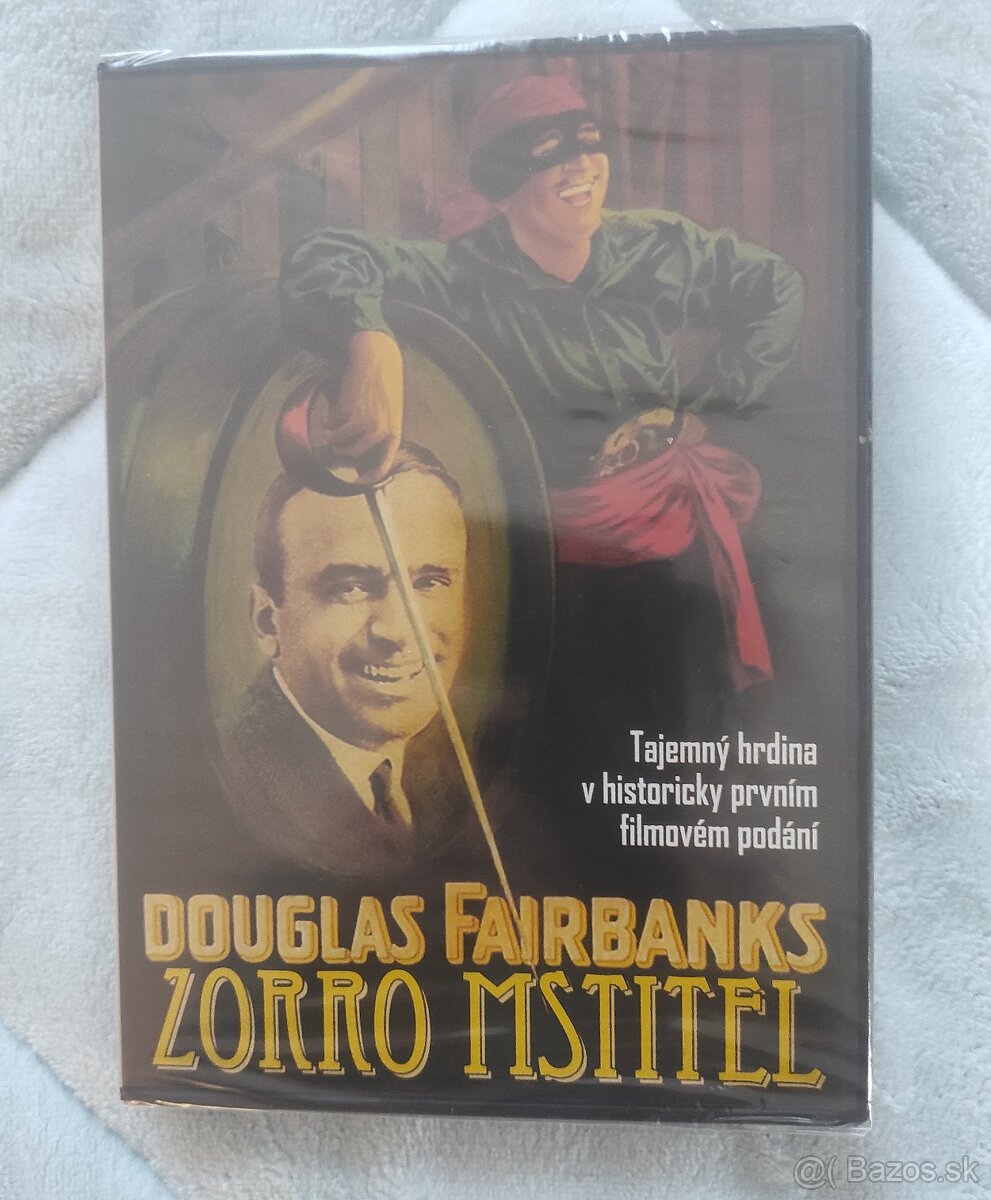 Tajemný hrdina
v historicky prvním
filmovém podání
DOUGLAS FAIRBANKS
ZORRO MSTITEL
@( Bazos.sk